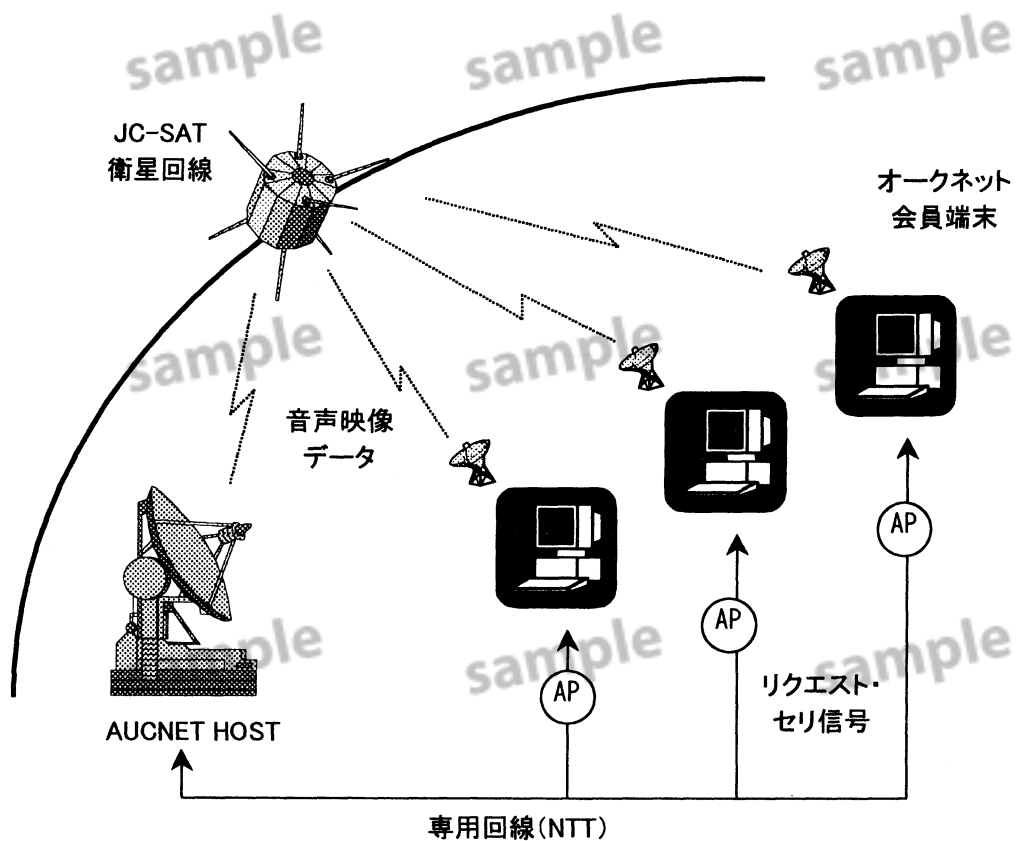 sample
sample
sample
JC-SAT
衛星回線
オークネット
会員端末
sample
sample
sample
音声映像
データ
AP
AP
AP
sample
sample
sample
リクエスト・
セリ信号
AUCNET HOST
専用回線(NTT)